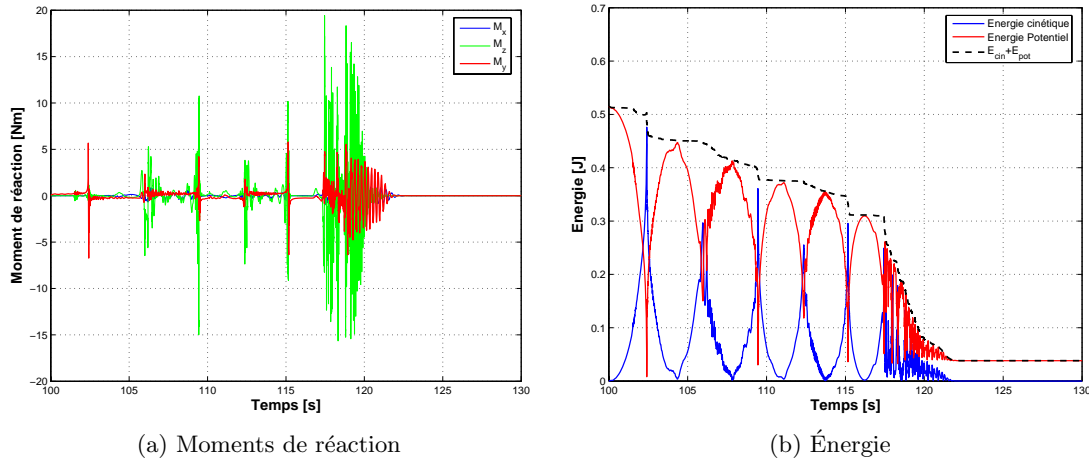 20
15
10
5
0
−5
−10
−15
−20
100
105
110
115
120
125
130
Moment de réaction [Nm]
Temps [s]
M_x
M_z
M_y
(a) Moments de réaction
0.7
0.6
0.5
0.4
0.3
0.2
0.1
0
100
105
110
115
120
125
130
Energie [J]
Temps [s]
Energie cinétique
Energie Potentiel
E_cin+E_pot
(b) Énergie